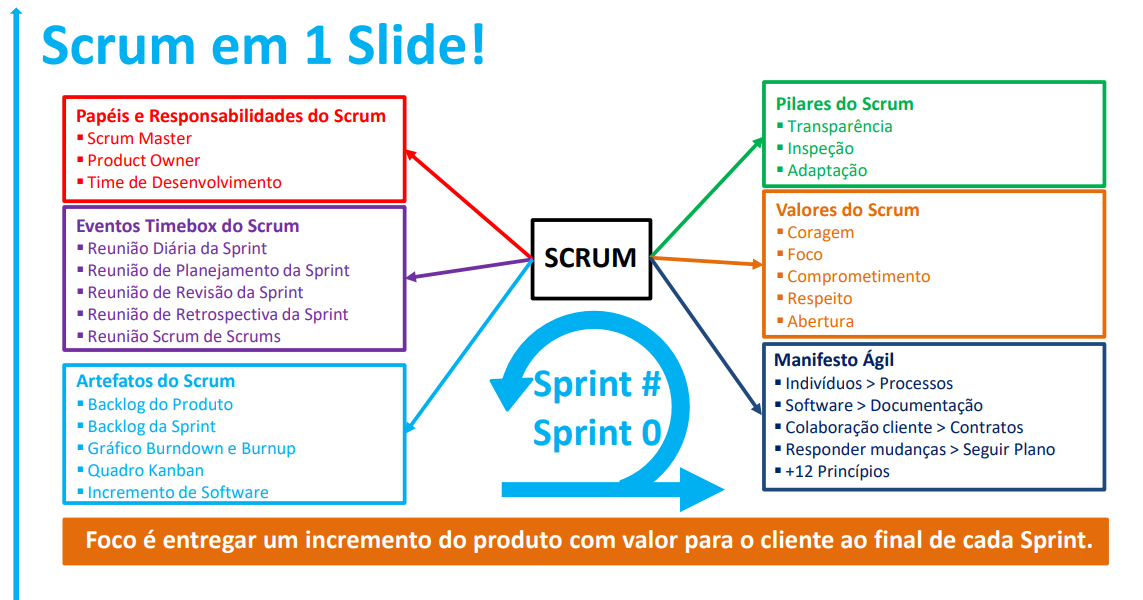 Scrum em 1 Slide!
Papéis e Responsabilidades do Scrum
▪ Scrum Master
▪ Product Owner
▪ Time de Desenvolvimento
Eventos Timebox do Scrum
▪ Reunião Diária da Sprint
▪ Reunião de Planejamento da Sprint
▪ Reunião de Revisão da Sprint
▪ Reunião de Retrospectiva da Sprint
▪ Reunião Scrum de Scrums
Artefatos do Scrum
▪ Backlog do Produto
▪ Backlog da Sprint
▪ Gráfico Burndown e Burnup
▪ Quadro Kanban
▪ Incremento de Software
SCRUM
Sprint #
Sprint 0
Pilares do Scrum
▪ Transparência
▪ Inspeção
▪ Adaptação
Valores do Scrum
▪ Coragem
▪ Foco
▪ Comprometimento
▪ Respeito
▪ Abertura
Manifesto Ágil
▪ Indivíduos > Processos
▪ Software > Documentação
▪ Colaboração cliente > Contratos
▪ Responder mudanças > Seguir Plano
▪ +12 Princípios
Foco é entregar um incremento do produto com valor para o cliente ao final de cada Sprint.